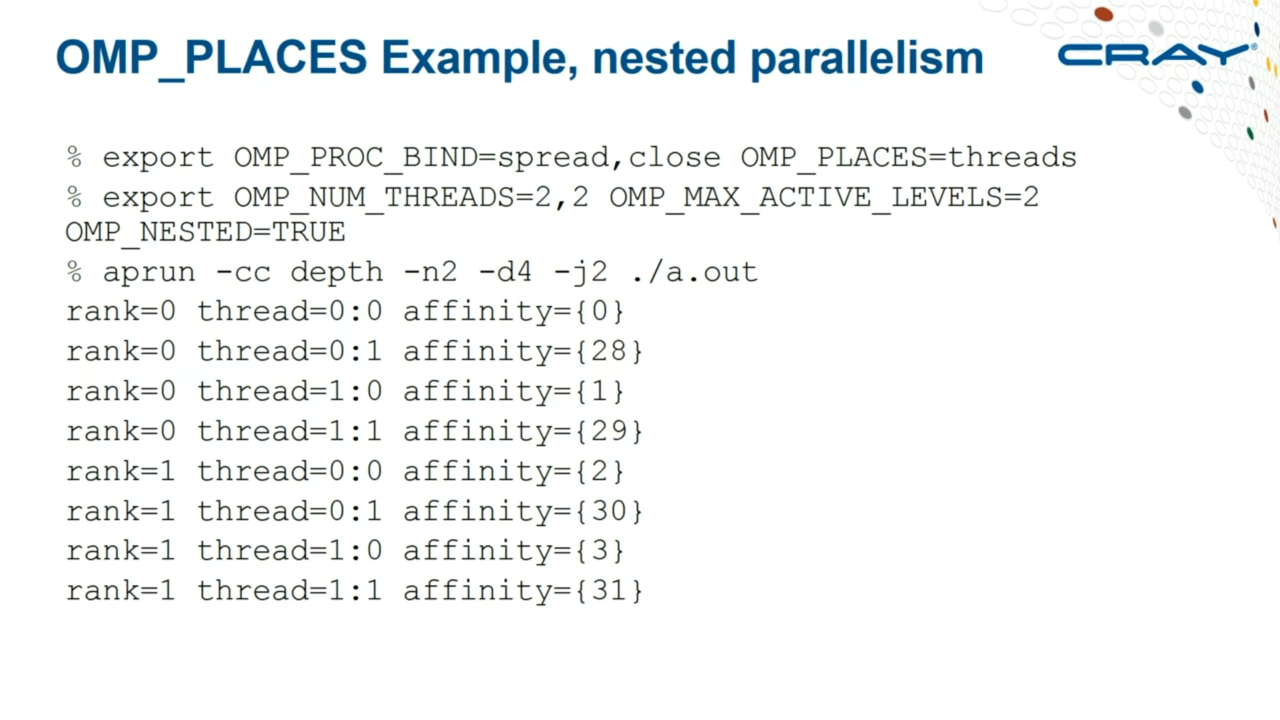 OMP_PLACES Example, nested parallelism
CRAY
% export OMP_PROC_BIND=spread,close OMP_PLACES=threads
% export OMP_NUM_THREADS=2,2 OMP_MAX_ACTIVE_LEVELS=2
OMP_NESTED=TRUE
% aprun -cc depth -n2 -d4 -j2 ./a.out
rank=0 thread=0:0 affinity={0}
rank=0 thread=0:1 affinity={28}
rank=0 thread=1:0 affinity={1}
rank=0 thread=1:1 affinity={29}
rank=1 thread=0:0 affinity={2}
rank=1 thread=0:1 affinity={30}
rank=1 thread=1:0 affinity={3}
rank=1 thread=1:1 affinity={31}